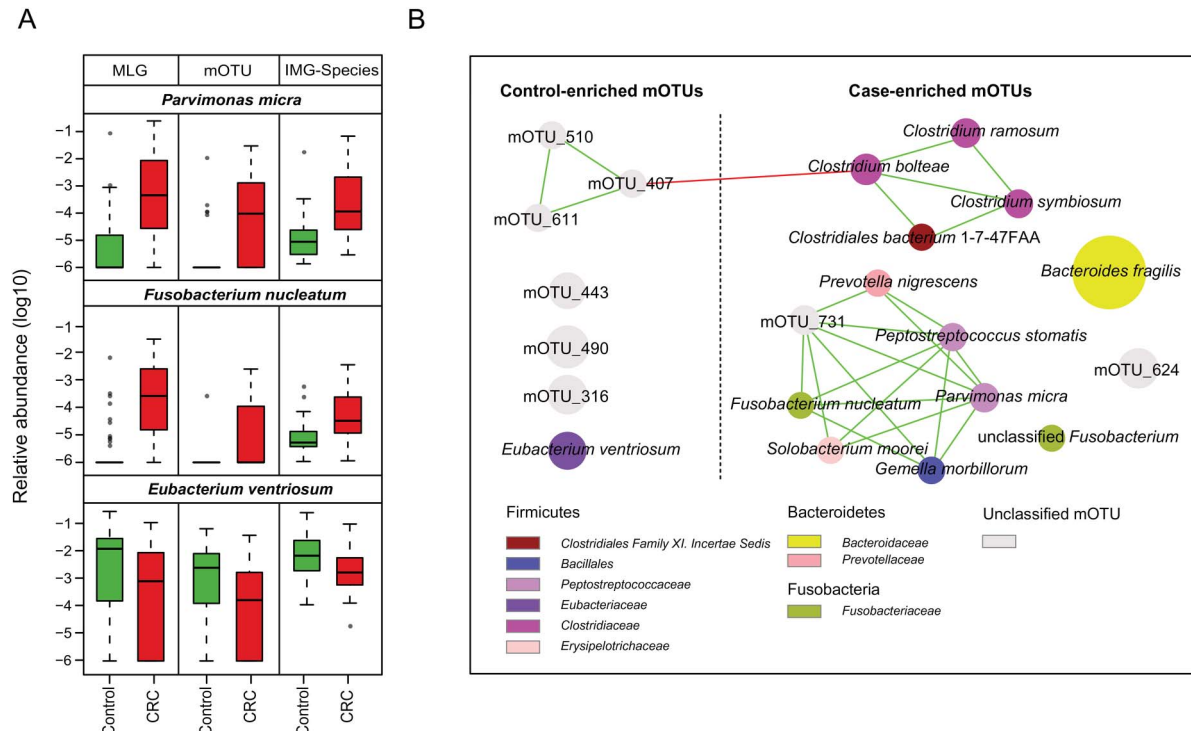 A
MLG mOTU IMG-Species
Parvimonas micra
−1
−2
−3
−4
−5
−6
Fusobacterium nucleatum
−1
−2
−3
−4
−5
−6
Eubacterium ventriosum
−1
−2
−3
−4
−5
−6
Relative abundance (log10)
Control CRC Control CRC Control CRC
B
Control-enriched mOTUs
mOTU_510
mOTU_407
mOTU_611
mOTU_443
mOTU_490
mOTU_316
Eubacterium ventriosum
Case-enriched mOTUs
Clostridium ramosum
Clostridium bolteae
Clostridium symbiosum
Clostridiales bacterium 1-7-47FAA
Bacteroides fragilis
Prevotella nigrescens
mOTU_731
Peptostreptococcus stomatis
mOTU_624
Parvimonas micra
Fusobacterium nucleatum
unclassified Fusobacterium
Solobacterium moorei
Gemella morbillorum
Firmicutes
Clostridiales Family XI. Incertae Sedis
Bacillales
Peptostreptococcaceae
Eubacteriaceae
Clostridiaceae
Erysipelotrichaceae
Bacteroidetes
Bacteroidaceae
Prevotellaceae
Fusobacteria
Fusobacteriaceae
Unclassified mOTU